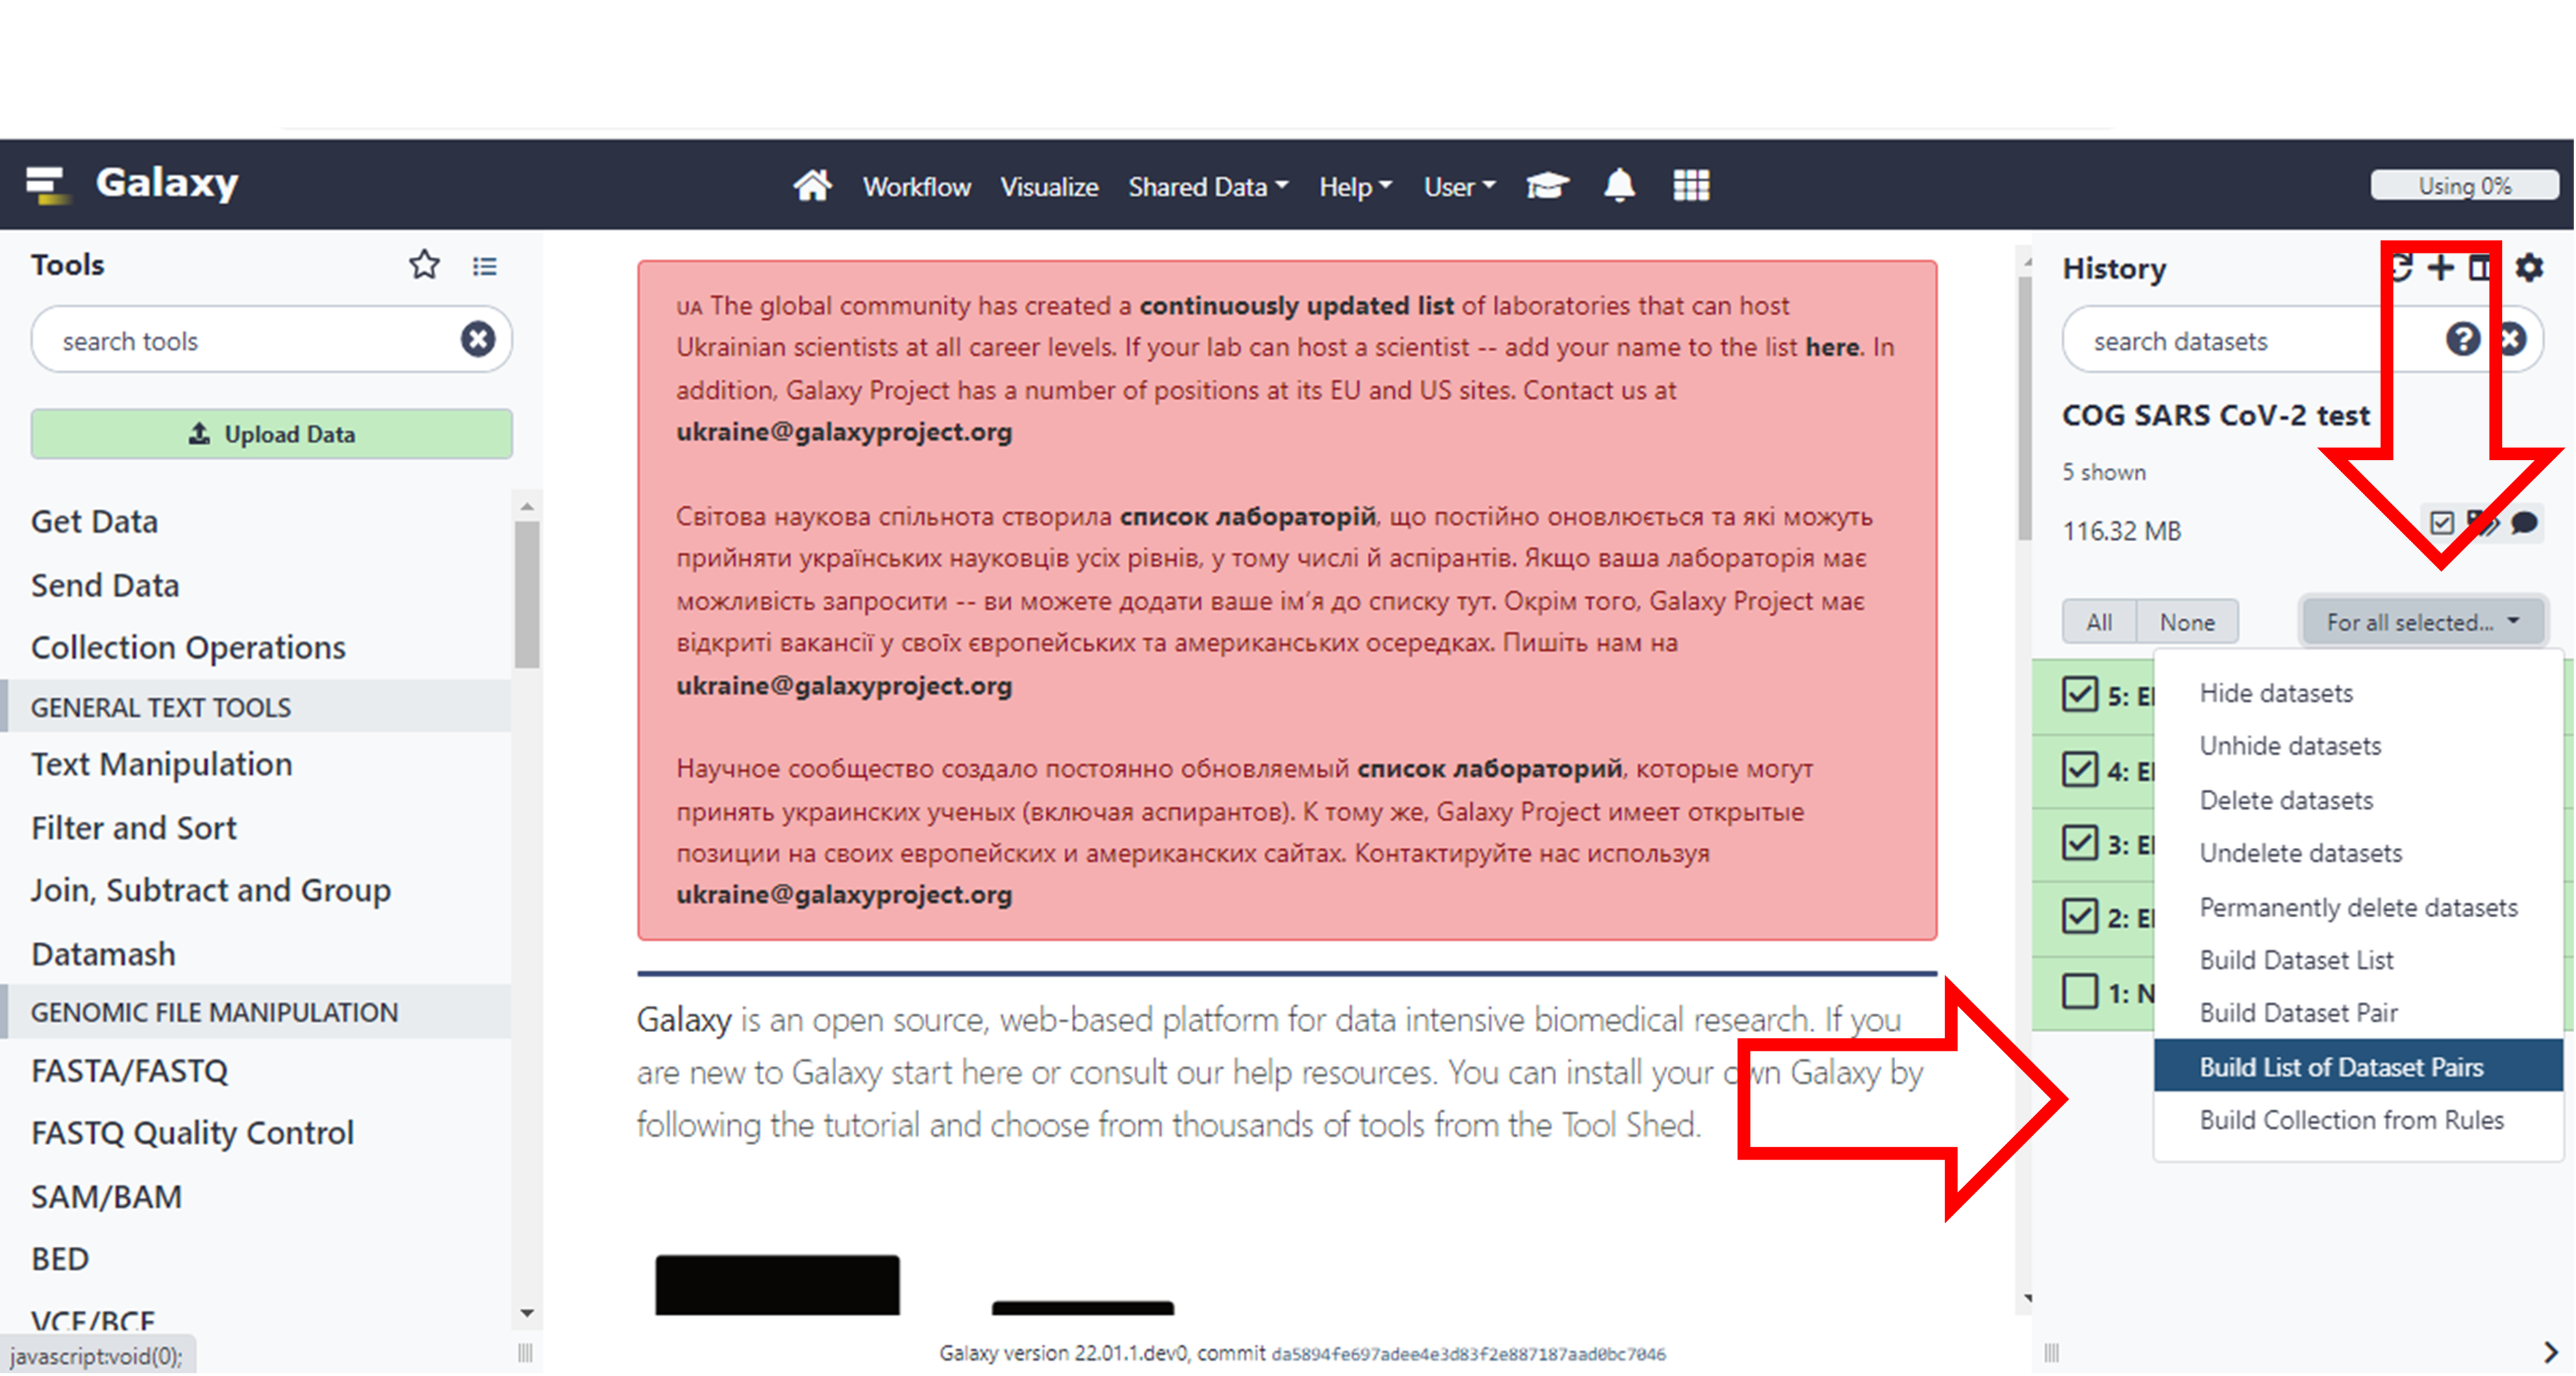 Galaxy
Workflow Visualize Shared Data Help User
Using 0%
Tools
search tools
Upload Data
Get Data
Send Data
Collection Operations
GENERAL TEXT TOOLS
Text Manipulation
Filter and Sort
Join, Subtract and Group
Datamash
GENOMIC FILE MANIPULATION
FASTA/FASTQ
FASTQ Quality Control
SAM/BAM
BED
VCF/BCF
javascript:void(0);
UA The global community has created a continuously updated list of laboratories that can host
Ukrainian scientists at all career levels. If your lab can host a scientist -- add your name to the list here. In
addition, Galaxy Project has a number of positions at its EU and US sites. Contact us at
ukraine@galaxyproject.org
Світова наукова спільнота створила список лабораторій, що постійно оновлюється та які можуть
прийняти українських науковців усіх рівнів, у тому числі й аспірантів. Якщо ваша лабораторія має
можливість запросити -- ви можете додати ваше ім'я до списку тут. Окрім того, Galaxy Project має
відкриті вакансії у своїх європейських та американських осередках. Пишіть нам на
ukraine@galaxyproject.org
Научное сообщество создало постоянно обновляемый список лабораторий, которые могут
принять украинских ученых (включая аспирантов). К тому же, Galaxy Project имеет открытые
позиции на своих европейских и американских сайтах. Контактируйте нас используя
ukraine@galaxyproject.org
Galaxy is an open source, web-based platform for data intensive biomedical research. If you
are new to Galaxy start here or consult our help resources. You can install your own Galaxy by
following the tutorial and choose from thousands of tools from the Tool Shed.
Galaxy version 22.01.1.dev0, commit da5894fe697adee4e3d83f2e887187aad0bc7046
History
search datasets
COG SARS CoV-2 test
5 shown
116.32 MB
All None For all selected...
5:
4:
3:
2:
1: N
Hide datasets
Unhide datasets
Delete datasets
Undelete datasets
Permanently delete datasets
Build Dataset List
Build Dataset Pair
Build List of Dataset Pairs
Build Collection from Rules